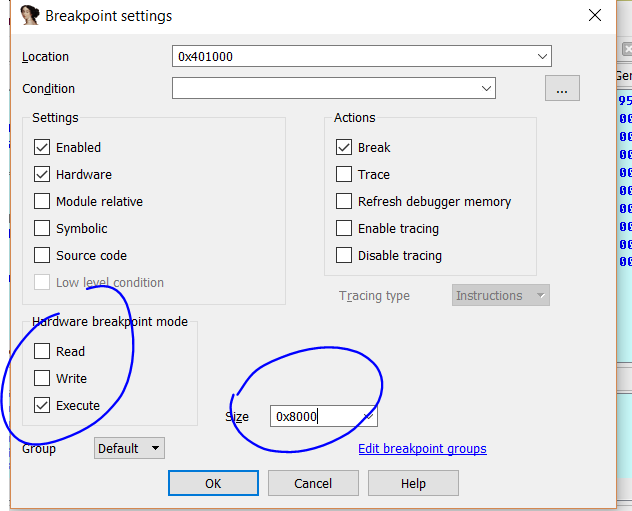 Breakpoint settings
Location 0x401000
Condition ...
Settings Actions
Enabled Break
Hardware Trace
Module relative Refresh debugger memory
Symbolic Enable tracing
Source code Disable tracing
Low level condition
Tracing type Instructions
Hardware breakpoint mode
Read
Write
Execute
Size 0x8000
Group Default Edit breakpoint groups
OK Cancel Help